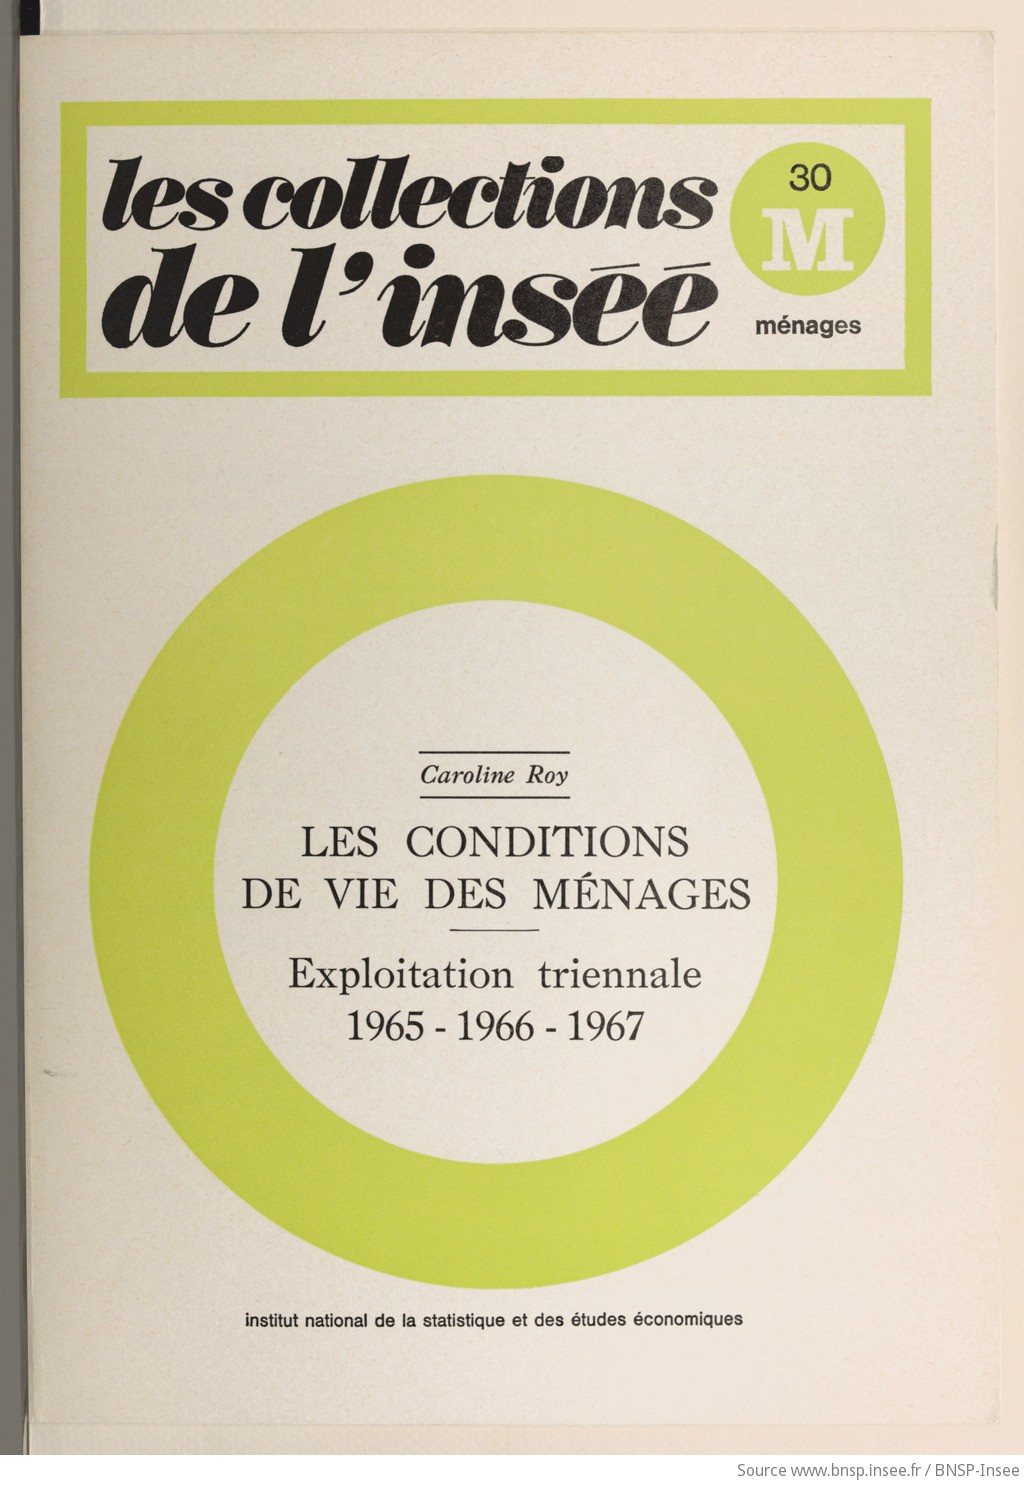 les collections
de l'inséé
30
M
ménages
Caroline Roy
LES CONDITIONS
DE VIE DES MÉNAGES
Exploitation triennale
1965 - 1966 - 1967
institut national de la statistique et des études économiques
Source www.bnsp.insee.fr / BNSP-Insee